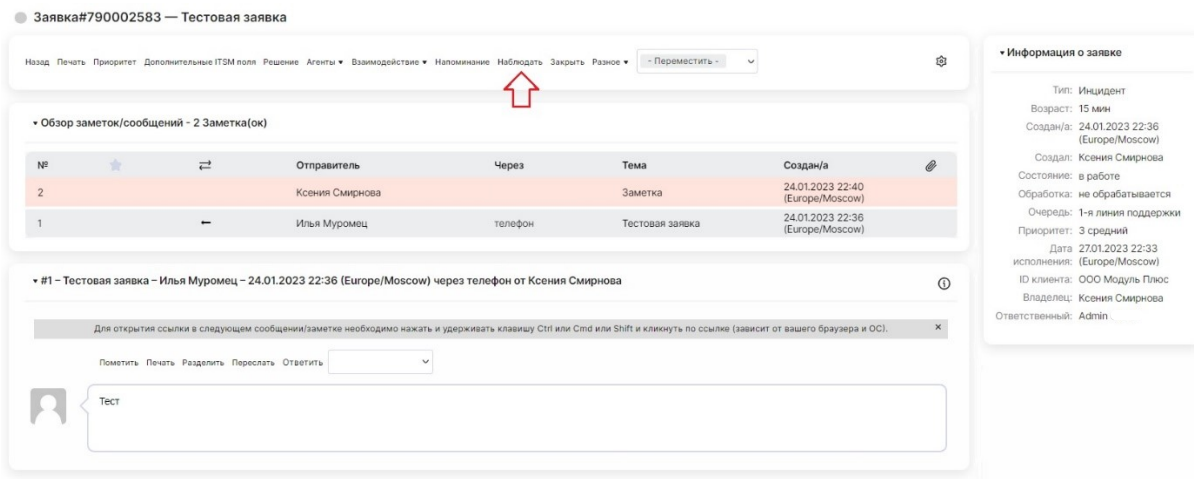 Заявка#790002583 — Тестовая заявка
Назад Печать Приоритет Дополнительные ITSM поля Решение Агенты Взаимодействие Напоминание Наблюдать Закрыть Разное - Переместить -
Обзор заметок/сообщений - 2 Заметка(ок)
№ Отправитель Через Тема Создан/а
2 Ксения Смирнова Заметка 24.01.2023 22:40
(Europe/Moscow)
1 Илья Муромец телефон Тестовая заявка 24.01.2023 22:36
(Europe/Moscow)
#1 – Тестовая заявка – Илья Муромец – 24.01.2023 22:36 (Europe/Moscow) через телефон от Ксения Смирнова
Для открытия ссылки в следующем сообщении/заметке необходимо нажать и удерживать клавишу Ctrl или Cmd или Shift и кликнуть по ссылке (зависит от вашего браузера и ОС).
Пометить Печать Разделить Переслать Ответить
Тест
Информация о заявке
Тип: Инцидент
Возраст: 15 мин
Создан/а: 24.01.2023 22:36
(Europe/Moscow)
Создал: Ксения Смирнова
Состояние: в работе
Обработка: не обрабатывается
Очередь: 1-я линия поддержки
Приоритет: 3 средний
Дата 27.01.2023 22:33
исполнения: (Europe/Moscow)
ID клиента: ООО Модуль Плюс
Владелец: Ксения Смирнова
Ответственный: Admin